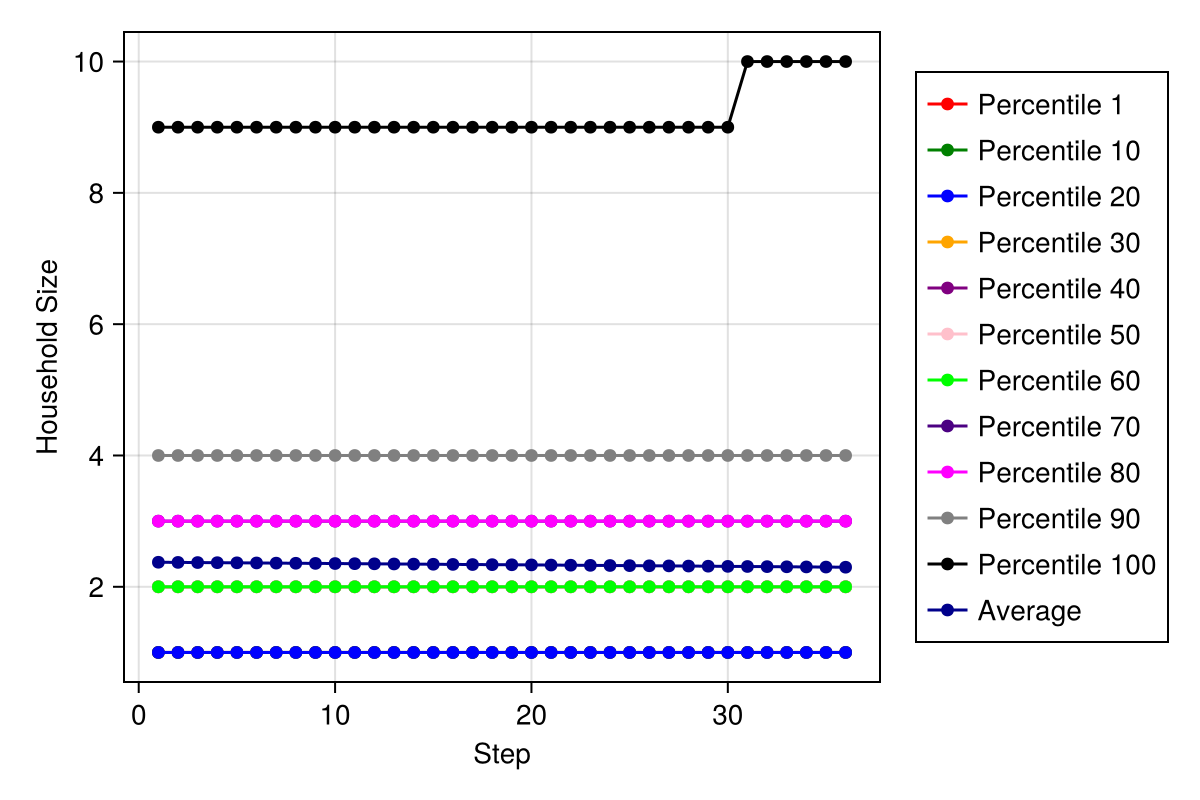 10
8
6
4
2
Household Size
0 10 20 30
Step
Percentile 1
Percentile 10
Percentile 20
Percentile 30
Percentile 40
Percentile 50
Percentile 60
Percentile 70
Percentile 80
Percentile 90
Percentile 100
Average